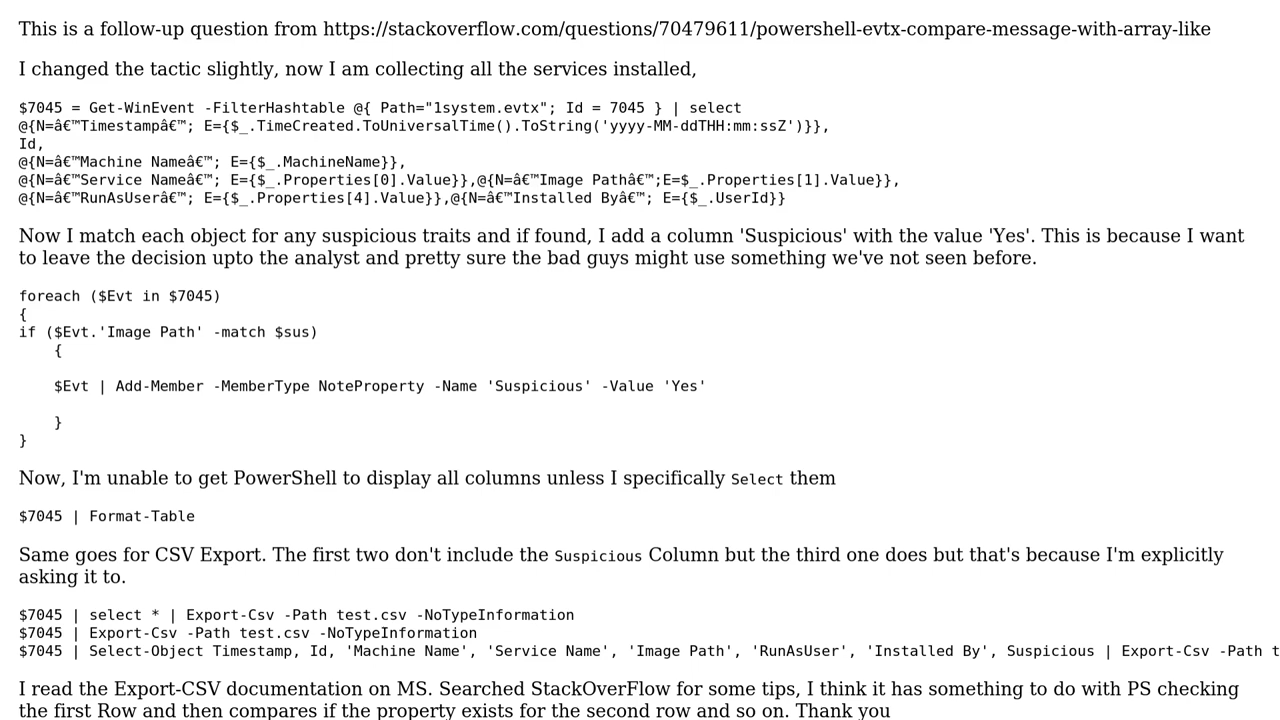 This is a follow-up question from https://stackoverflow.com/questions/70479611/powershell-evtx-compare-message-with-array-like
I changed the tactic slightly, now I am collecting all the services installed,
$7045 = Get-WinEvent -FilterHashtable @{ Path="1system.evtx"; Id = 7045 } | select
@{N=â€™Timestampâ€™; E={$_.TimeCreated.ToUniversalTime().ToString('yyyy-MM-ddTHH:mm:ssZ')}},
Id,
@{N=â€™Machine Nameâ€™; E={$_.MachineName}},
@{N=â€™Service Nameâ€™; E={$_.Properties[0].Value}},@{N=â€™Image Pathâ€™;E=$_.Properties[1].Value}},
@{N=â€™RunAsUserâ€™; E={$_.Properties[4].Value}},@{N=â€™Installed Byâ€™; E={$_.UserId}}
Now I match each object for any suspicious traits and if found, I add a column 'Suspicious' with the value 'Yes'. This is because I want
to leave the decision upto the analyst and pretty sure the bad guys might use something we've not seen before.
foreach ($Evt in $7045)
{
if ($Evt.'Image Path' -match $sus)
    {
    $Evt | Add-Member -MemberType NoteProperty -Name 'Suspicious' -Value 'Yes'
    }
}
Now, I'm unable to get PowerShell to display all columns unless I specifically Select them
$7045 | Format-Table
Same goes for CSV Export. The first two don't include the Suspicious Column but the third one does but that's because I'm explicitly
asking it to.
$7045 | select * | Export-Csv -Path test.csv -NoTypeInformation
$7045 | Export-Csv -Path test.csv -NoTypeInformation
$7045 | Select-Object Timestamp, Id, 'Machine Name', 'Service Name', 'Image Path', 'RunAsUser', 'Installed By', Suspicious | Export-Csv -Path t
I read the Export-CSV documentation on MS. Searched StackOverFlow for some tips, I think it has something to do with PS checking
the first Row and then compares if the property exists for the second row and so on. Thank you